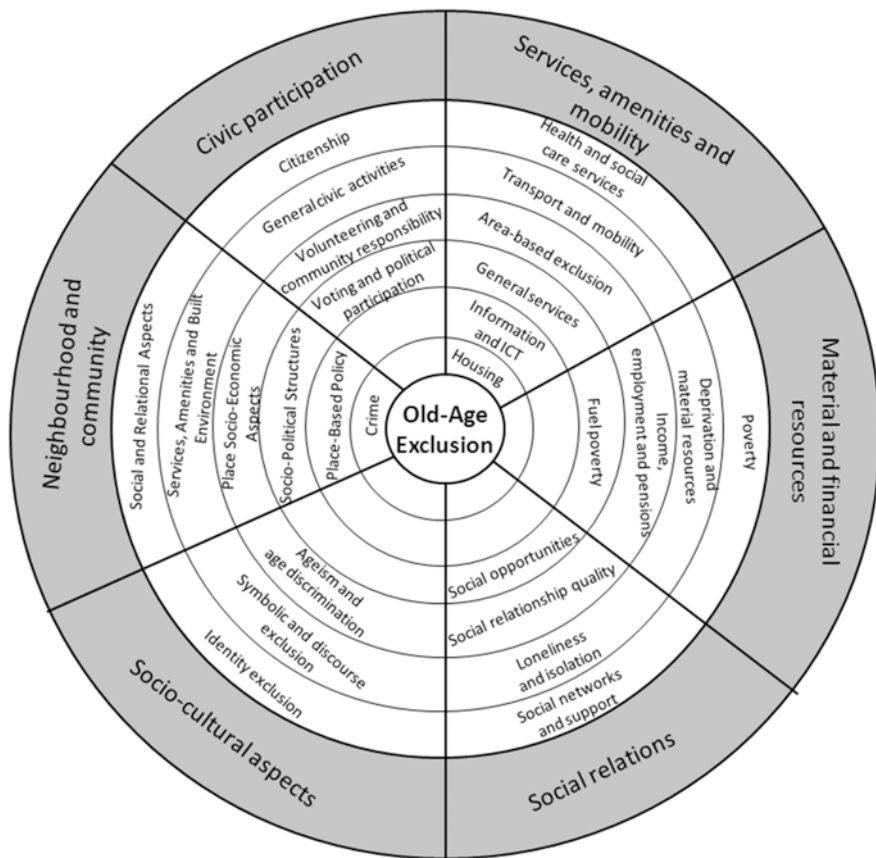 Civic participation
Citizenship
General civic activities
Volunteering and
community responsibility
Voting and political
participation
Services, amenities and
mobility
Health and social
care services
Transport and mobility
Area-based exclusion
General services
Information
and ICT
Housing
Material and financial
resources
Poverty
Deprivation and
material resources
Income,
employment and pensions
Fuel poverty
Social relations
Social networks
and support
Loneliness
and isolation
Social relationship quality
Social opportunities
Socio-cultural aspects
Identity exclusion
Symbolic and discourse
exclusion
Ageism and
age discrimination
Neighbourhood and
community
Social and Relational Aspects
Services, Amenities and Built
Environment
Place Socio-Economic
Aspects
Socio-Political Structures
Place-Based Policy
Crime
Old-Age
Exclusion